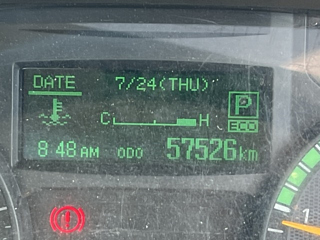 DATE 7/24(THU)
P
C H
ECO
8:48 AM ODO 57526 km